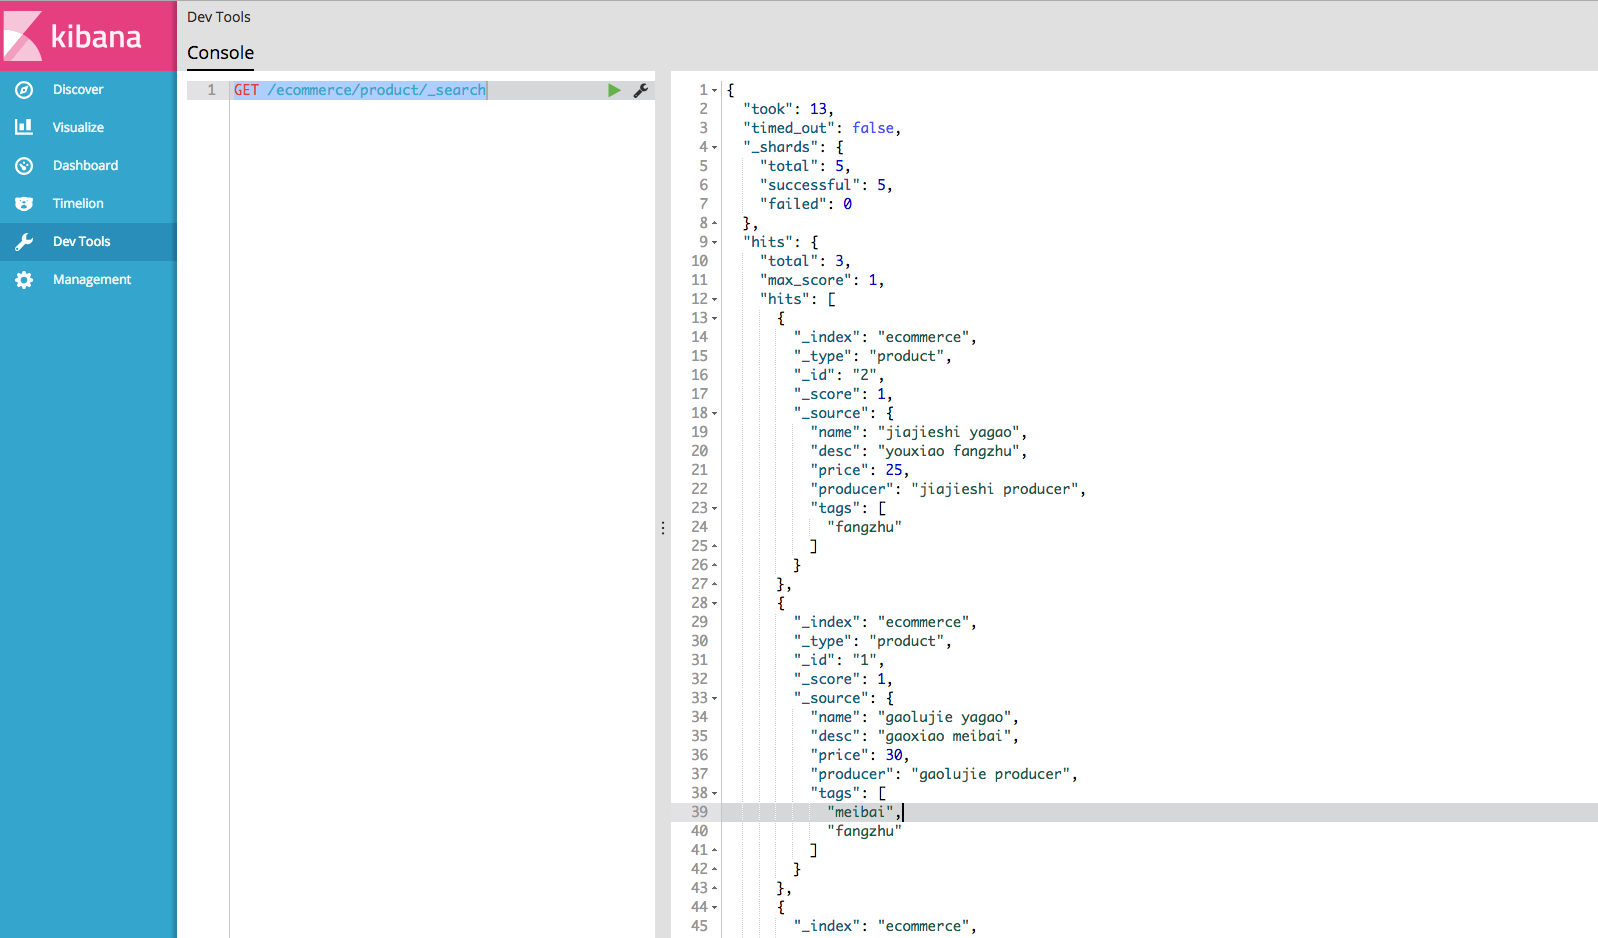 kibana
Discover
Visualize
Dashboard
Timelion
Dev Tools
Management
Dev Tools
Console
1 GET /ecommerce/product/_search
1 {
2 "took": 13,
3 "timed_out": false,
4 "_shards": {
5 "total": 5,
6 "successful": 5,
7 "failed": 0
8 },
9 "hits": {
10 "total": 3,
11 "max_score": 1,
12 "hits": [
13 {
14 "_index": "ecommerce",
15 "_type": "product",
16 "_id": "2",
17 "_score": 1,
18 "_source": {
19 "name": "jiajieshi yagao",
20 "desc": "youxiao fangzhu",
21 "price": 25,
22 "producer": "jiajieshi producer",
23 "tags": [
24 "fangzhu"
25 ]
26 }
27 },
28 {
29 "_index": "ecommerce",
30 "_type": "product",
31 "_id": "1",
32 "_score": 1,
33 "_source": {
34 "name": "gaolujie yagao",
35 "desc": "gaoxiao meibai",
36 "price": 30,
37 "producer": "gaolujie producer",
38 "tags": [
39 "meibai",
40 "fangzhu"
41 ]
42 }
43 },
44 {
45 "_index": "ecommerce",